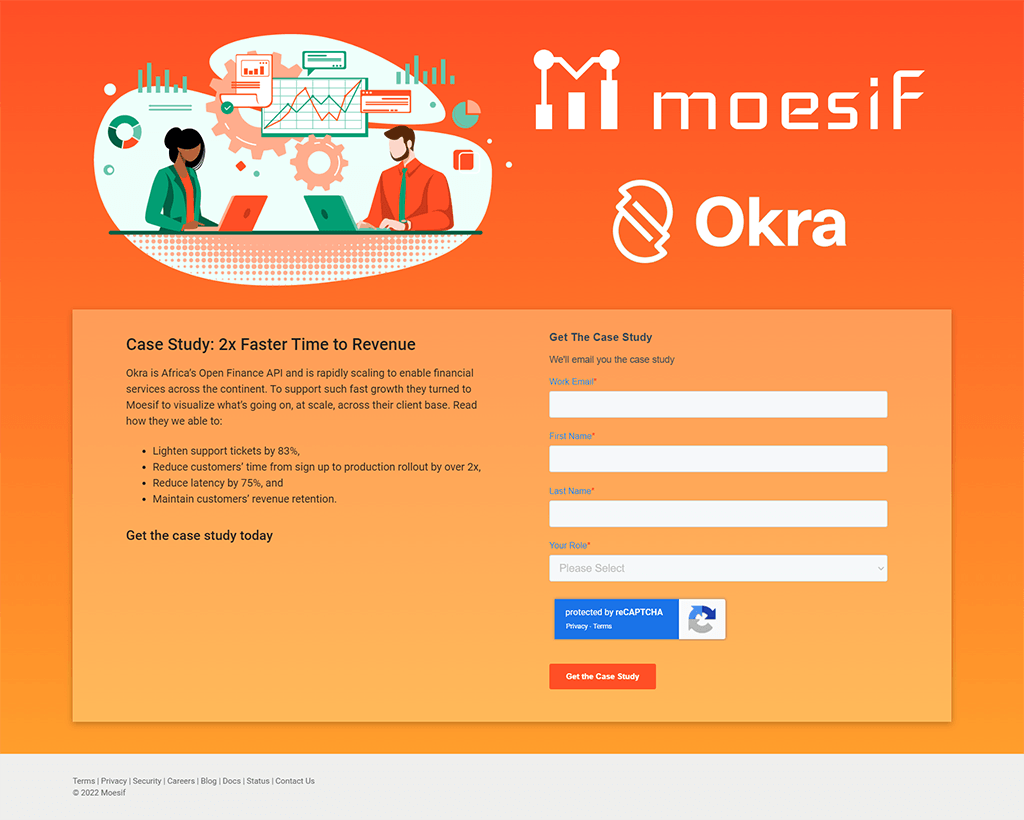 moesif
Okra
Case Study: 2x Faster Time to Revenue
Okra is Africa's Open Finance API and is rapidly scaling to enable financial
services across the continent. To support such fast growth they turned to
Moesif to visualize what's going on, at scale, across their client base. Read
how they we able to:
• Lighten support tickets by 83%,
• Reduce customers' time from sign up to production rollout by over 2x,
• Reduce latency by 75%, and
• Maintain customers' revenue retention.
Get the case study today
Get The Case Study
We'll email you the case study
Work Email*
First Name*
Last Name*
Your Role*
Please Select
protected by reCAPTCHA
Privacy - Terms
Get the Case Study
Terms | Privacy | Security | Careers | Blog | Docs | Status | Contact Us
© 2022 Moesif